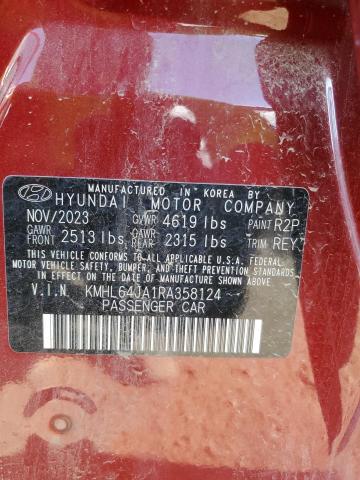 MANUFACTURED IN KOREA BY
HYUNDAI MOTOR COMPANY
NOV/2023 GVWR 4619 lbs PAINT R2P
GAWR FRONT 2513 lbs GAWR REAR 2315 lbs TRIM REY
THIS VEHICLE CONFORMS TO ALL APPLICABLE U.S.A. FEDERAL
MOTOR VEHICLE SAFETY, BUMPER, AND THEFT PREVENTION
STANDARDS IN EFFECT ON THE DATE OF MANUFACTURE SHOWN ABOVE.
V.I.N. KMHL64JA1RA358124
PASSENGER CAR